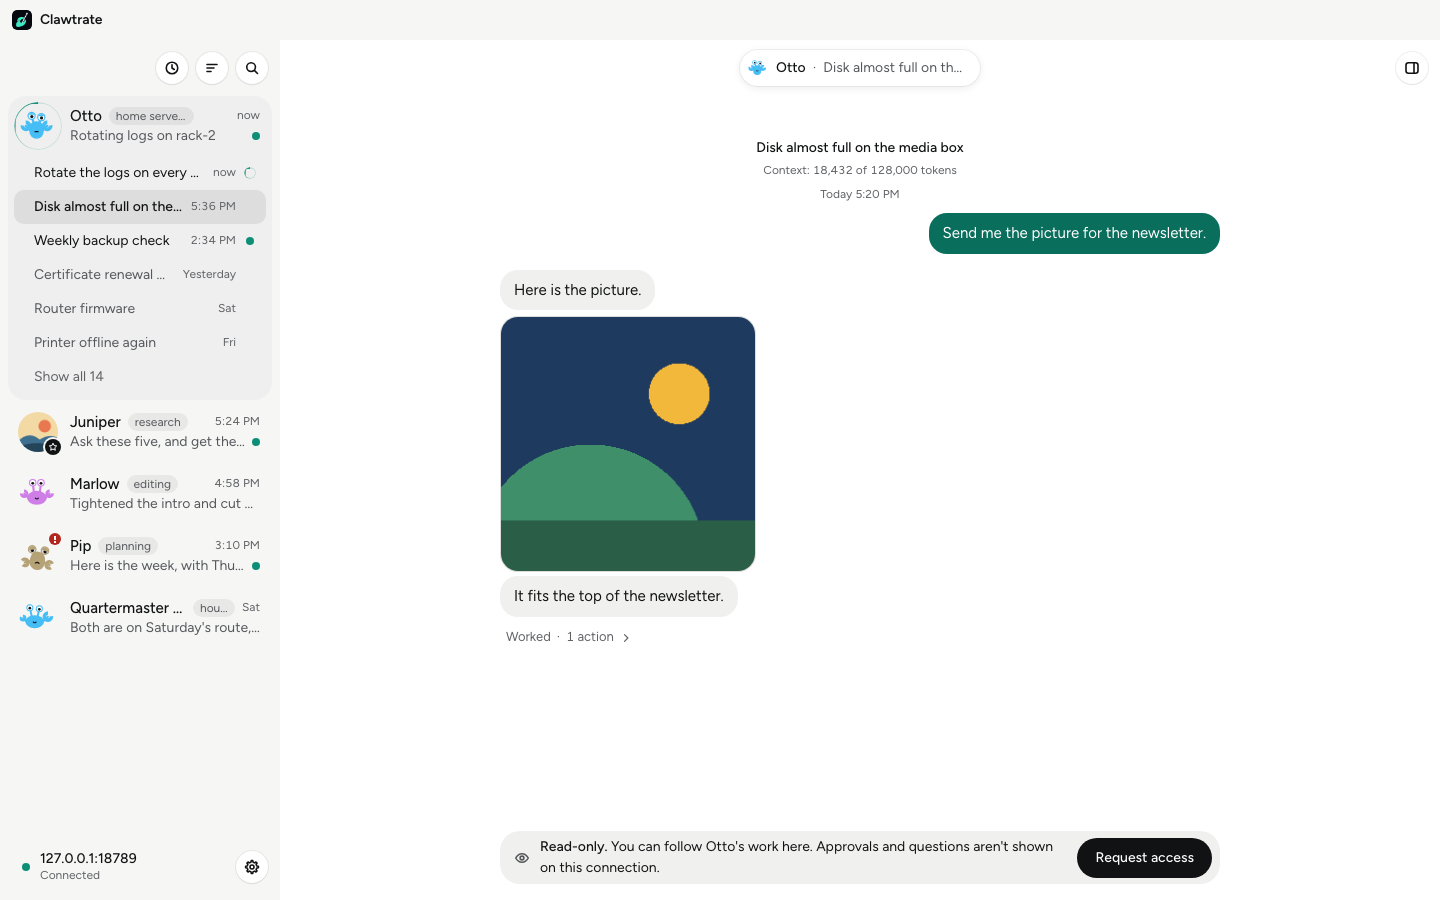 Clawtrate
Otto
home serve...
now
Rotating logs on rack-2
Rotate the logs on every ...
now
Disk almost full on the...
5:36 PM
Weekly backup check
2:34 PM
Certificate renewal ...
Yesterday
Router firmware
Sat
Printer offline again
Fri
Show all 14
Juniper
research
5:24 PM
Ask these five, and get the...
Marlow
editing
4:58 PM
Tightened the intro and cut ...
Pip
planning
3:10 PM
Here is the week, with Thu...
Quartermaster ...
hou...
Sat
Both are on Saturday's route,...
127.0.0.1:18789
Connected
Otto · Disk almost full on th...
Disk almost full on the media box
Context: 18,432 of 128,000 tokens
Today 5:20 PM
Send me the picture for the newsletter.
Here is the picture.
It fits the top of the newsletter.
Worked · 1 action
Read-only. You can follow Otto's work here. Approvals and questions aren't shown
on this connection.
Request access